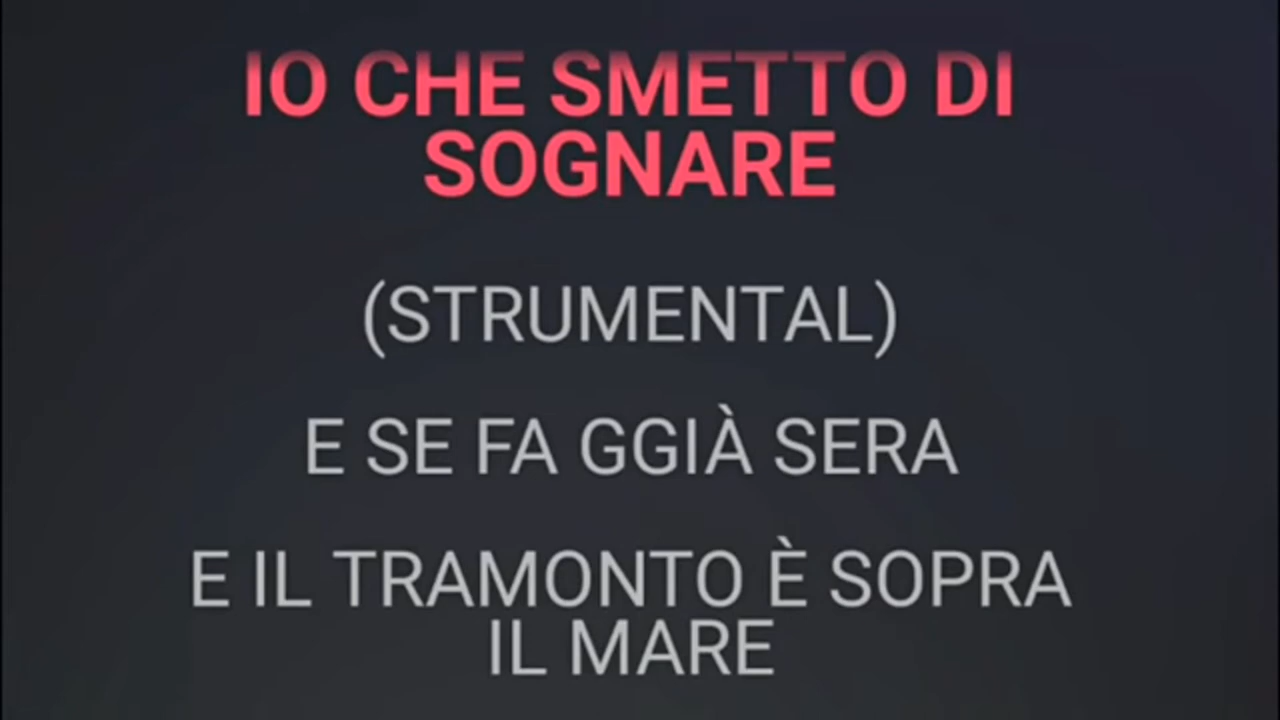 IO CHE SMETTO DI
SOGNARE
(STRUMENTAL)
E SE FA GGIÀ SERA
E IL TRAMONTO È SOPRA
IL MARE